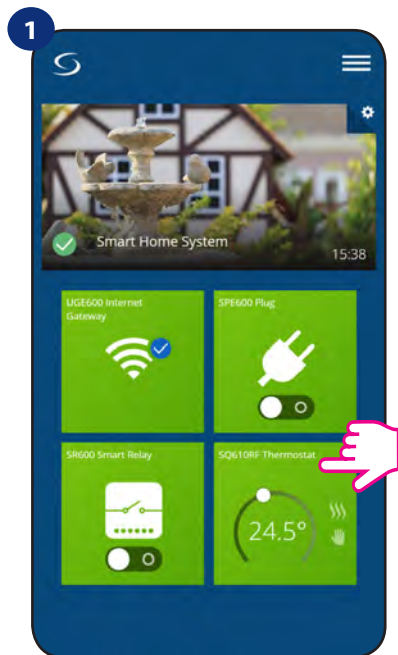 1
Smart Home System
15:38
UGE600 Internet
Gateway
SPE600 Plug
SR600 Smart Relay
SQ610RF Thermostat
24.5°